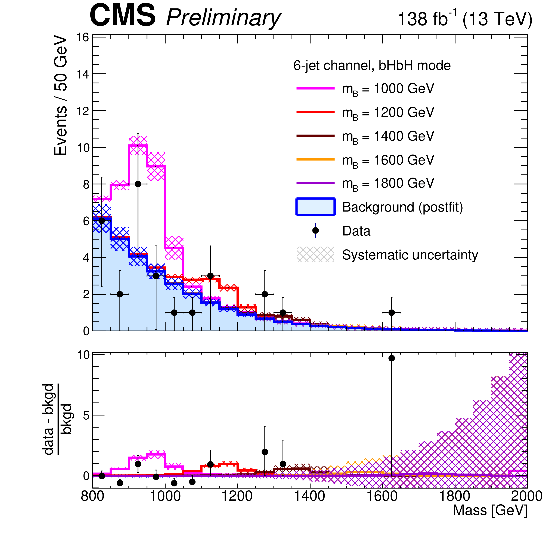 CMS Preliminary 138 fb⁻¹ (13 TeV)
Events / 50 GeV
16
14
12
10
8
6
4
2
0
6-jet channel, bHbH mode
m_B = 1000 GeV
m_B = 1200 GeV
m_B = 1400 GeV
m_B = 1600 GeV
m_B = 1800 GeV
Background (postfit)
Data
Systematic uncertainty
data - bkgd
bkgd
10
5
0
800 1000 1200 1400 1600 1800 2000
Mass [GeV]